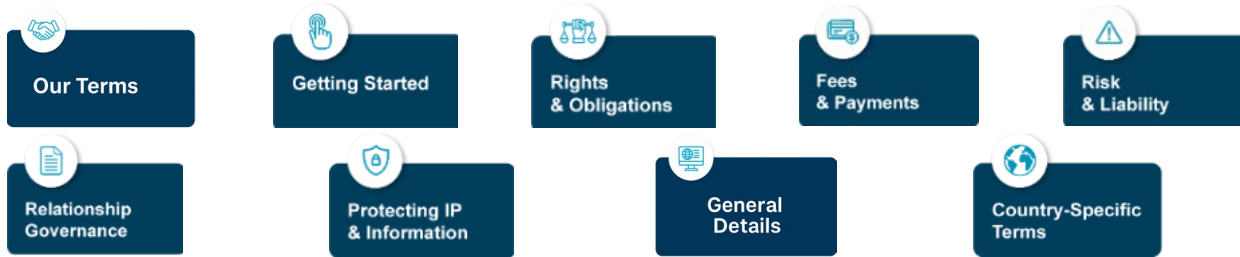 Our Terms
Getting Started
Rights
& Obligations
Fees
& Payments
Risk
& Liability
Relationship
Governance
Protecting IP
& Information
General
Details
Country-Specific
Terms